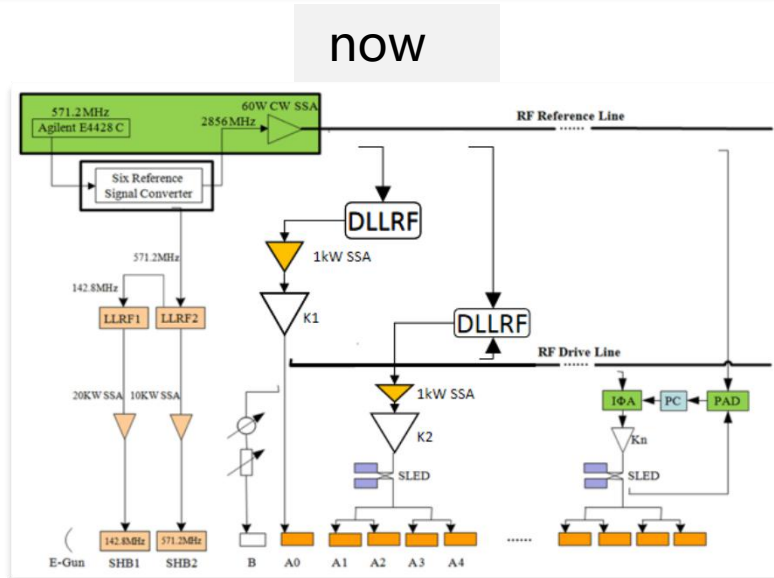 now
571.2MHz
Agilent E4428 C
60W CW SSA
2856MHz
RF Reference Line
Six Reference
Signal Converter
DLLRF
571.2MHz
1kW SSA
142.8MHz
LLRF1
LLRF2
K1
DLLRF
RF Drive Line
20KW SSA
10KW SSA
1kW SSA
IΦA
PC
PAD
K2
Kn
SLED
SLED
142.8MHz
571.2MHz
......
E-Gun
SHB1
SHB2
B
A0
A1
A2
A3
A4